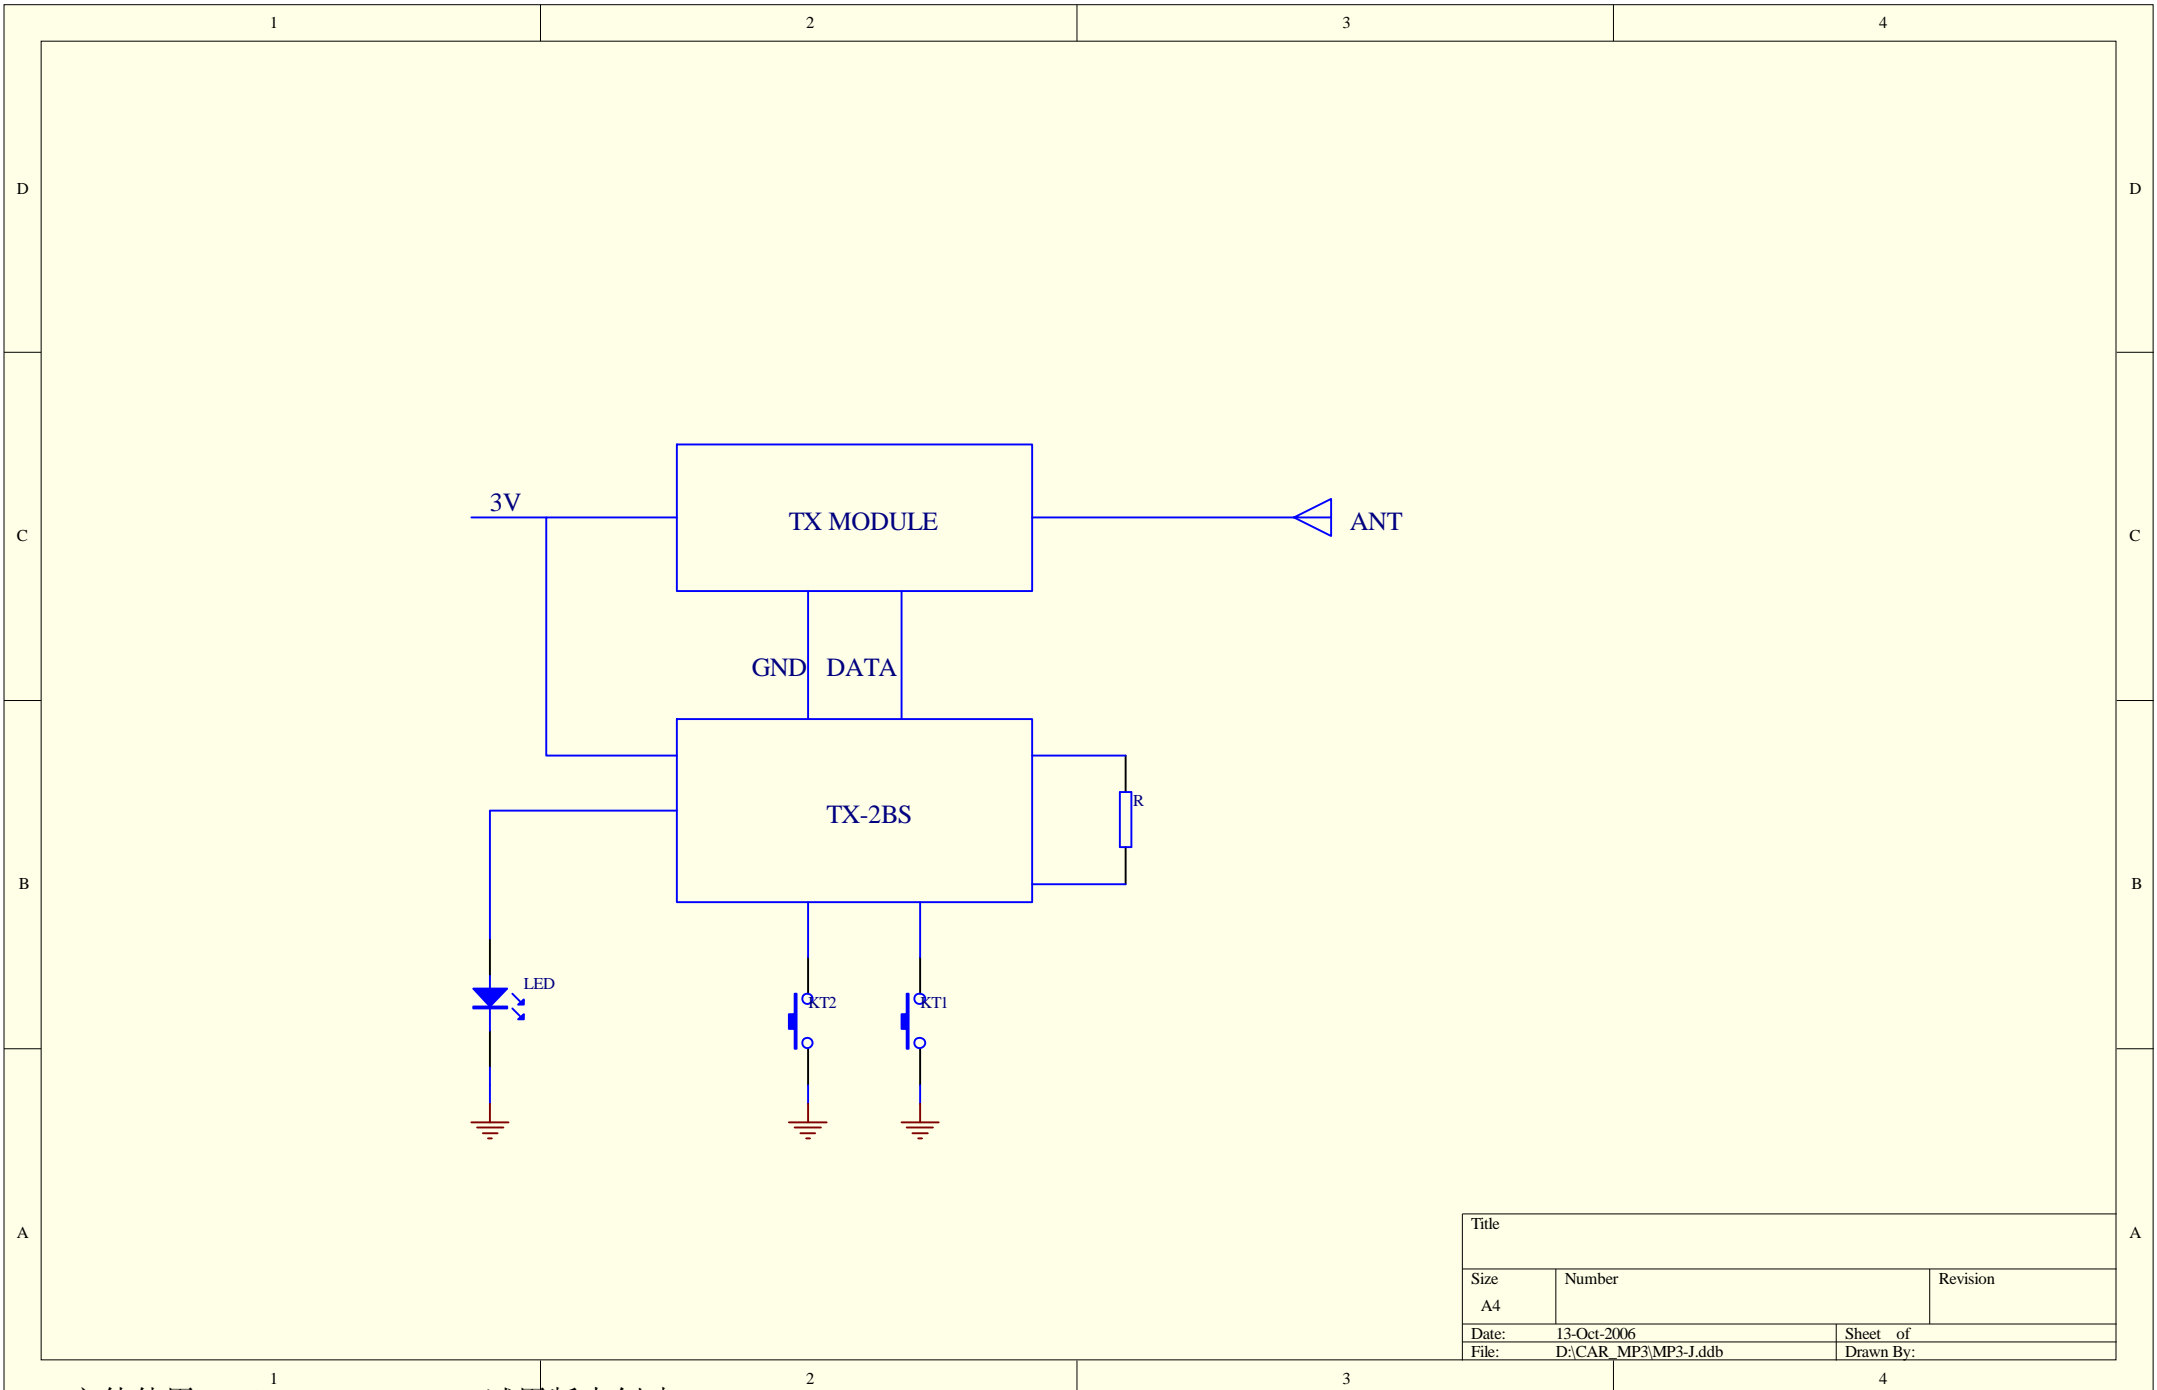 1 2 3 4
D D
3V
TX MODULE
ANT
C C
GND DATA
TX-2BS
R
B B
LED
KT2 KT1
A A
Title
Size Number Revision
A4
Date: 13-Oct-2006 Sheet of
File: D:\CAR_MP3\MP3-J.ddb Drawn By:
1 2 3 4